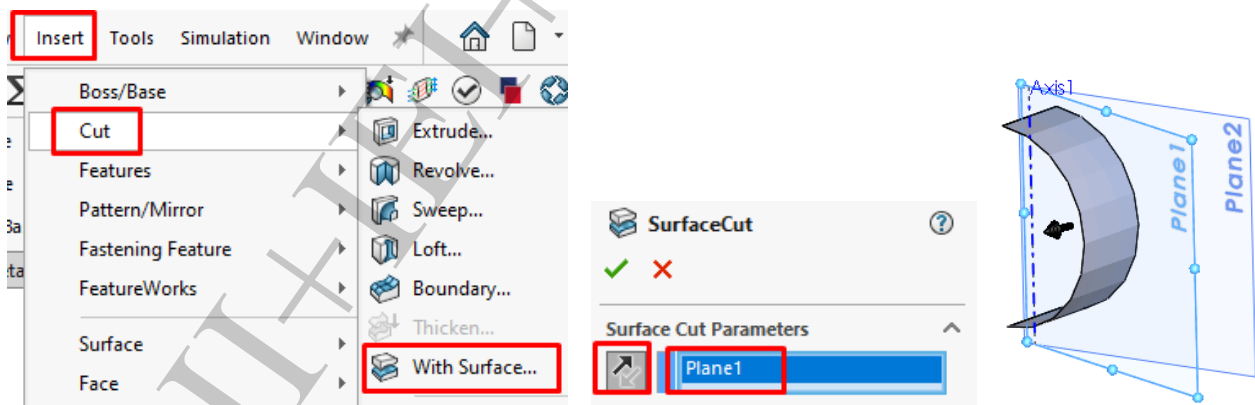 Insert Tools Simulation Window
Boss/Base
Cut
Features
Pattern/Mirror
Fastening Feature
FeatureWorks
Surface
Face
Extrude...
Revolve...
Sweep...
Loft...
Boundary...
Thicken...
With Surface...
SurfaceCut
Surface Cut Parameters
Plane1
Axis1
Plane1
Plane2